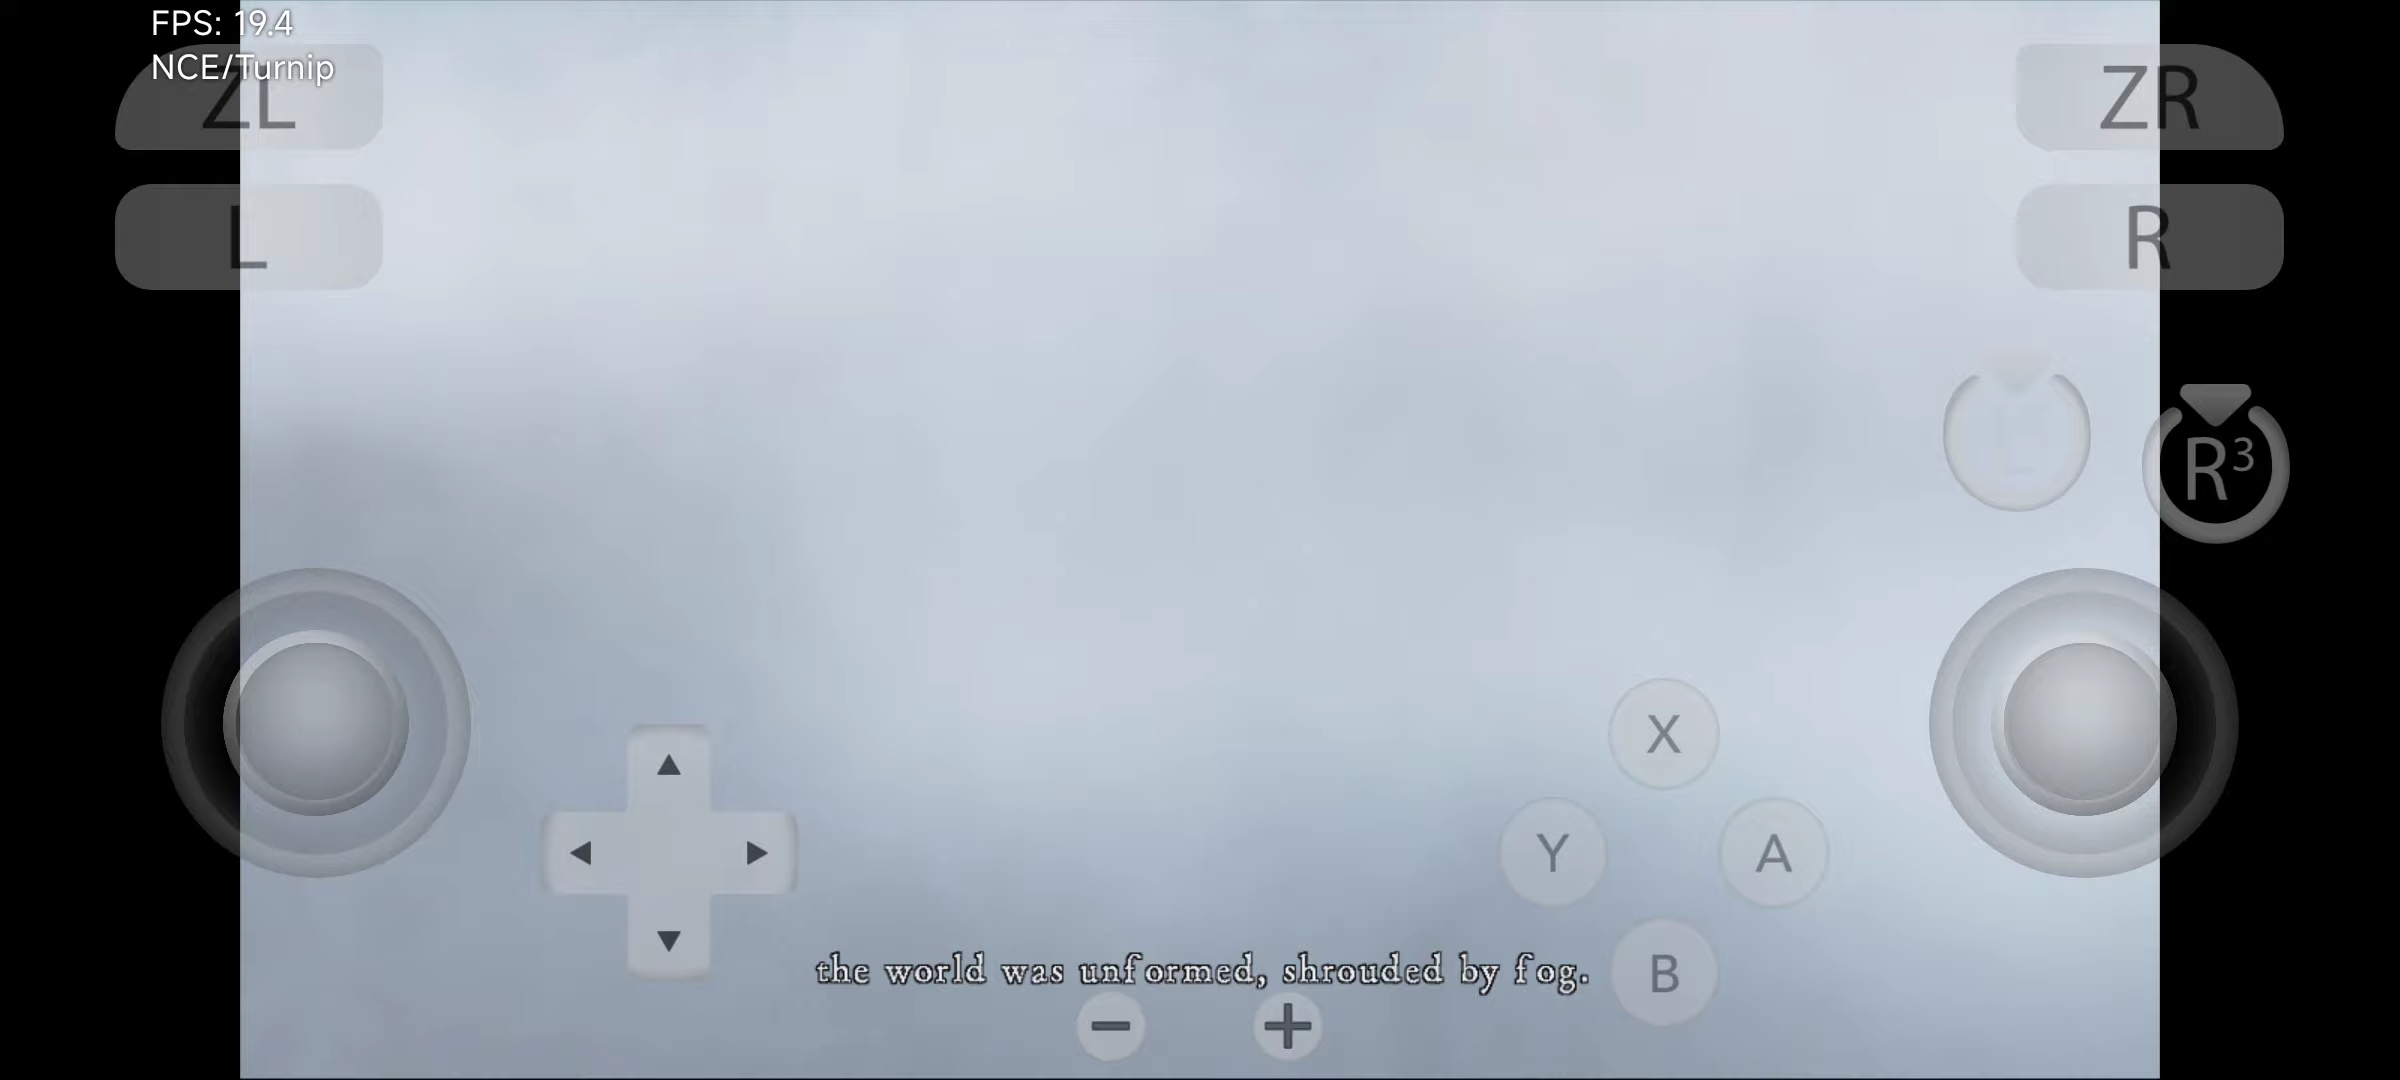 FPS: 19.4
NCE/Turnip
ZL
ZR
L
R
R3
X
Y
A
B
the world was unformed, shrouded by fog.